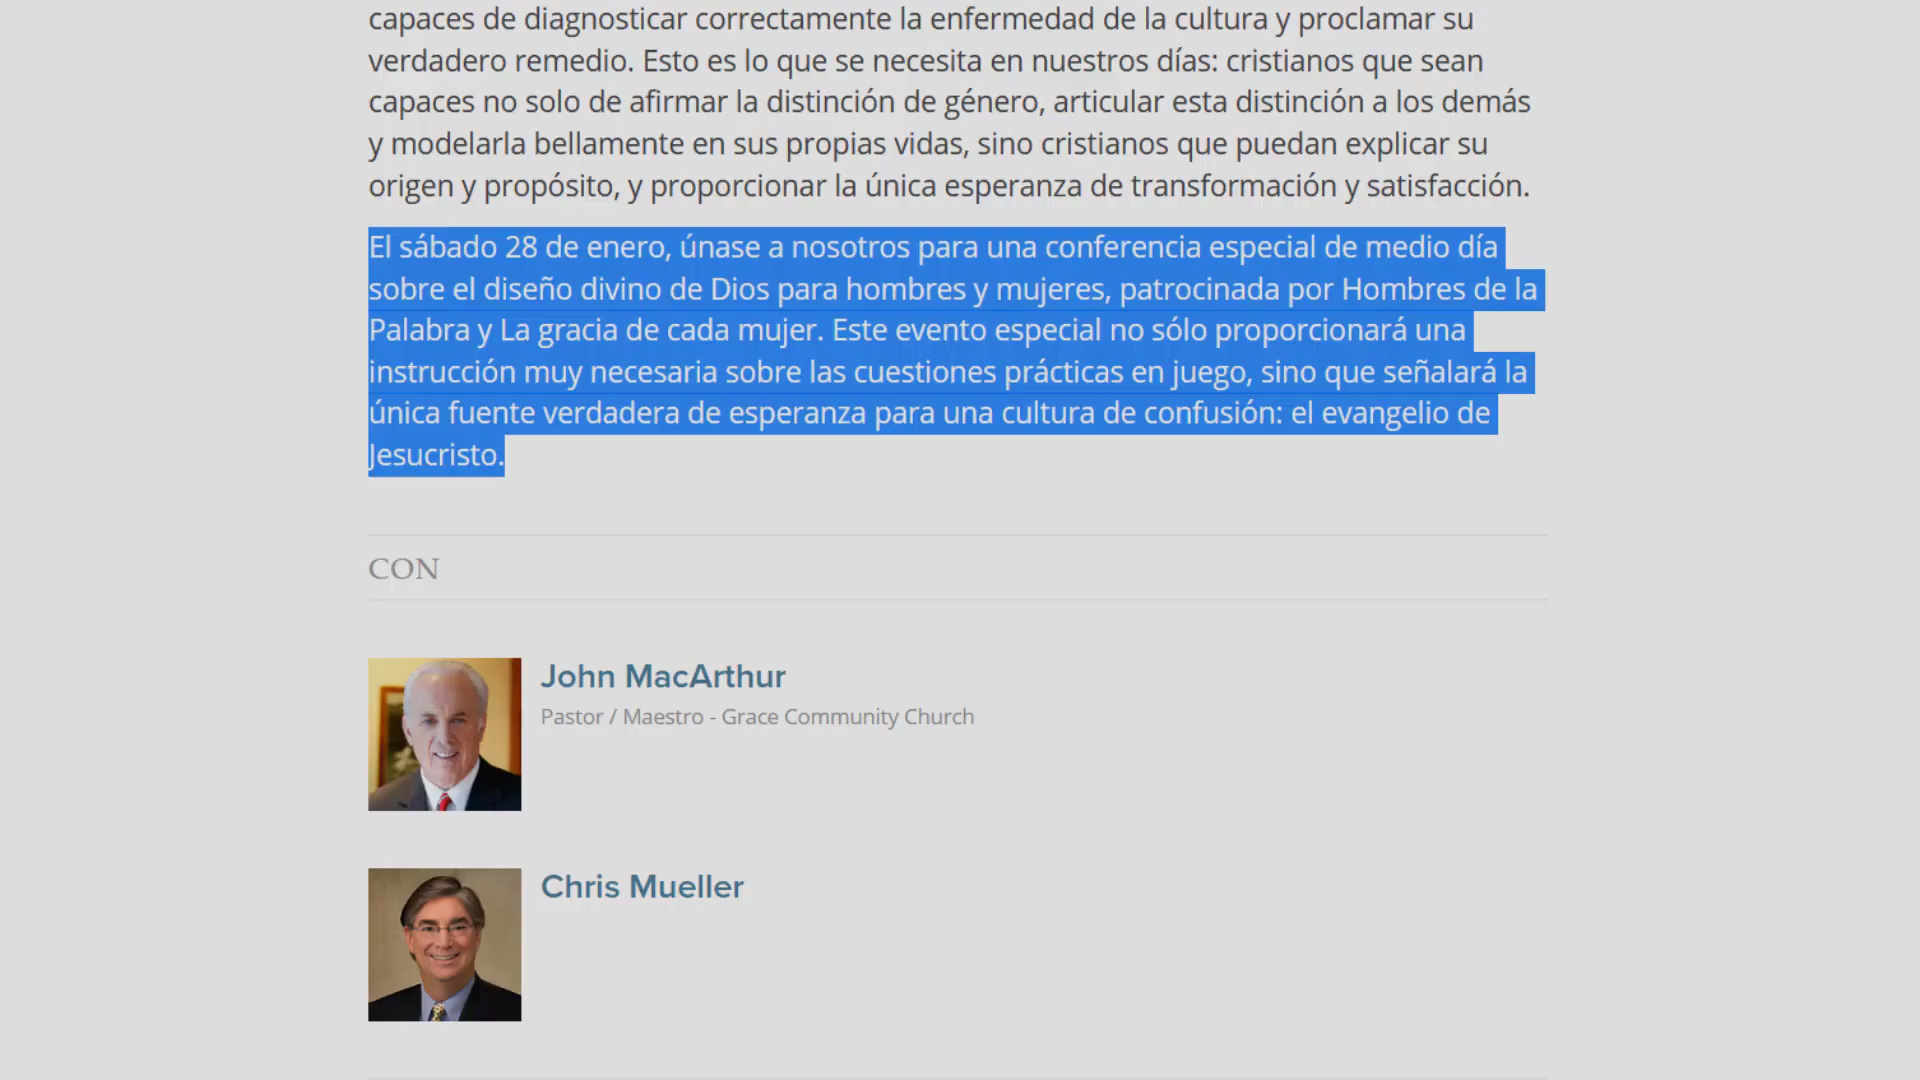 capaces de diagnosticar correctamente la enfermedad de la cultura y proclamar su
verdadero remedio. Esto es lo que se necesita en nuestros días: cristianos que sean
capaces no solo de afirmar la distinción de género, articular esta distinción a los demás
y modelarla bellamente en sus propias vidas, sino cristianos que puedan explicar su
origen y propósito, y proporcionar la única esperanza de transformación y satisfacción.
El sábado 28 de enero, únase a nosotros para una conferencia especial de medio día
sobre el diseño divino de Dios para hombres y mujeres, patrocinada por Hombres de la
Palabra y La gracia de cada mujer. Este evento especial no sólo proporcionará una
instrucción muy necesaria sobre las cuestiones prácticas en juego, sino que señalará la
única fuente verdadera de esperanza para una cultura de confusión: el evangelio de
Jesucristo.
CON
John MacArthur
Pastor / Maestro - Grace Community Church
Chris Mueller